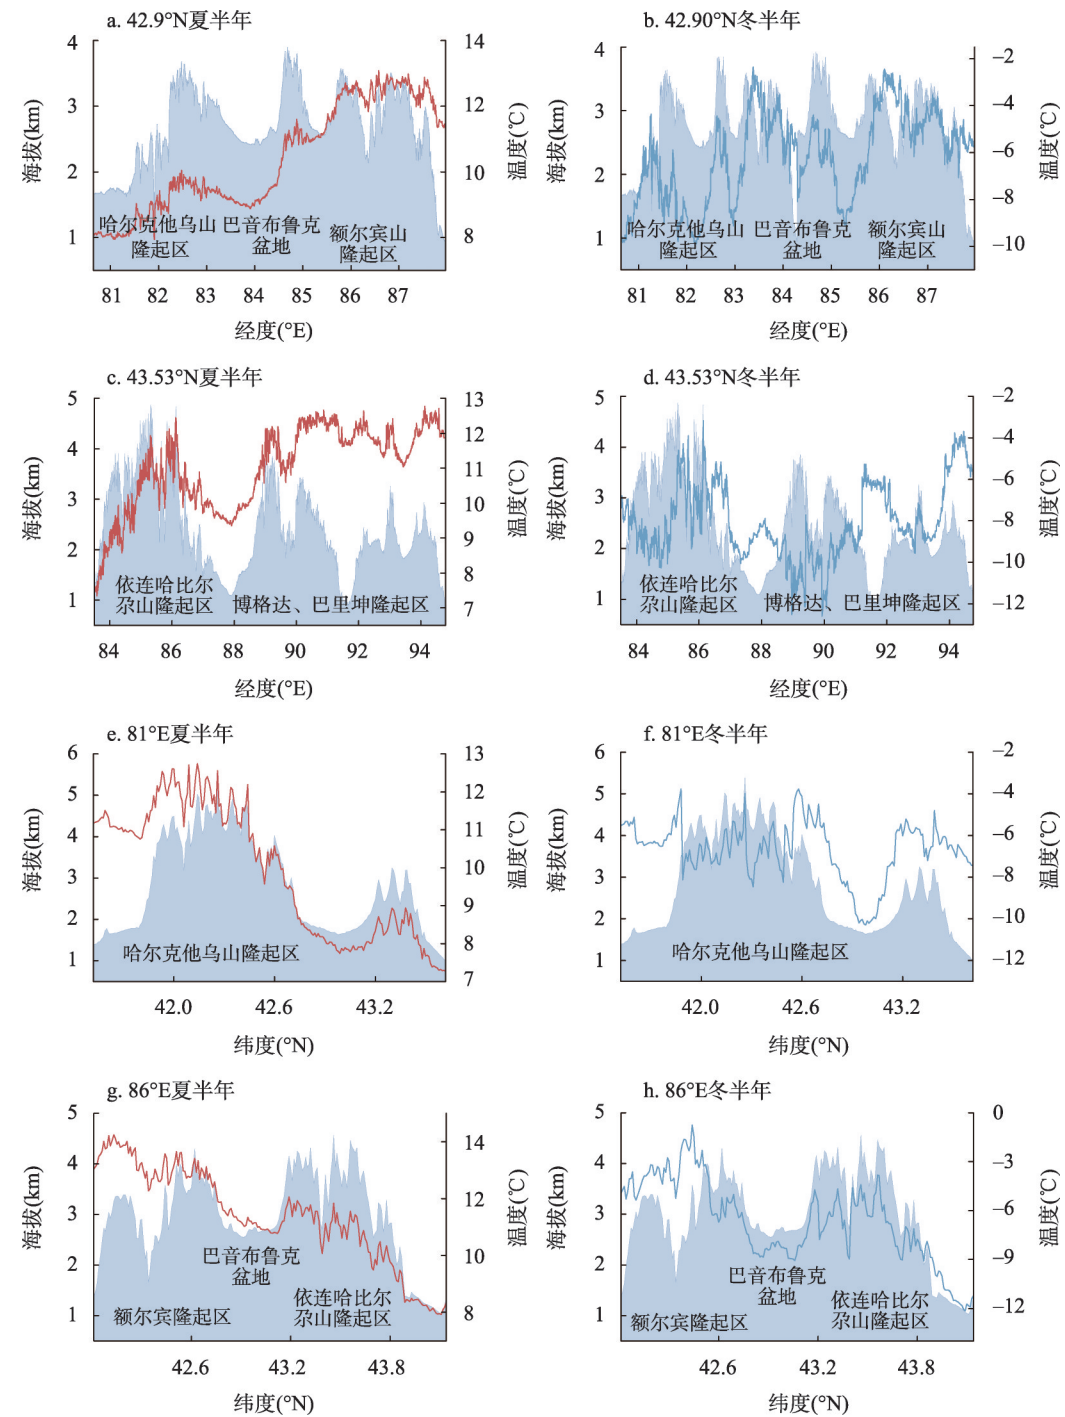 a. 42.9°N夏半年
4
3
2
1
海拔(km)
14
12
10
8
温度(℃)
哈尔克他乌山
隆起区
巴音布鲁克
盆地
额尔宾山
隆起区
81 82 83 84 85 86 87
经度(°E)
b. 42.90°N冬半年
4
3
2
1
海拔(km)
−2
−4
−6
−8
−10
温度(℃)
哈尔克他乌山
隆起区
巴音布鲁克
盆地
额尔宾山
隆起区
81 82 83 84 85 86 87
经度(°E)
c. 43.53°N夏半年
5
4
3
2
1
海拔(km)
13
12
11
10
9
8
7
温度(℃)
依连哈比尔
尕山隆起区
博格达、巴里坤隆起区
84 86 88 90 92 94
经度(°E)
d. 43.53°N冬半年
5
4
3
2
1
海拔(km)
−2
−4
−6
−8
−10
−12
温度(℃)
依连哈比尔
尕山隆起区
博格达、巴里坤隆起区
84 86 88 90 92 94
经度(°E)
e. 81°E夏半年
6
5
4
3
2
1
海拔(km)
13
12
11
10
9
8
7
温度(℃)
哈尔克他乌山隆起区
42.0 42.6 43.2
纬度(°N)
f. 81°E冬半年
6
5
4
3
2
1
海拔(km)
−2
−4
−6
−8
−10
−12
温度(℃)
哈尔克他乌山隆起区
42.0 42.6 43.2
纬度(°N)
g. 86°E夏半年
5
4
3
2
1
海拔(km)
14
12
10
8
温度(℃)
巴音布鲁克
盆地
额尔宾隆起区
依连哈比尔
尕山隆起区
42.6 43.2 43.8
纬度(°N)
h. 86°E冬半年
5
4
3
2
1
海拔(km)
0
−3
−6
−9
−12
温度(℃)
巴音布鲁克
盆地
额尔宾隆起区
依连哈比尔
尕山隆起区
42.6 43.2 43.8
纬度(°N)